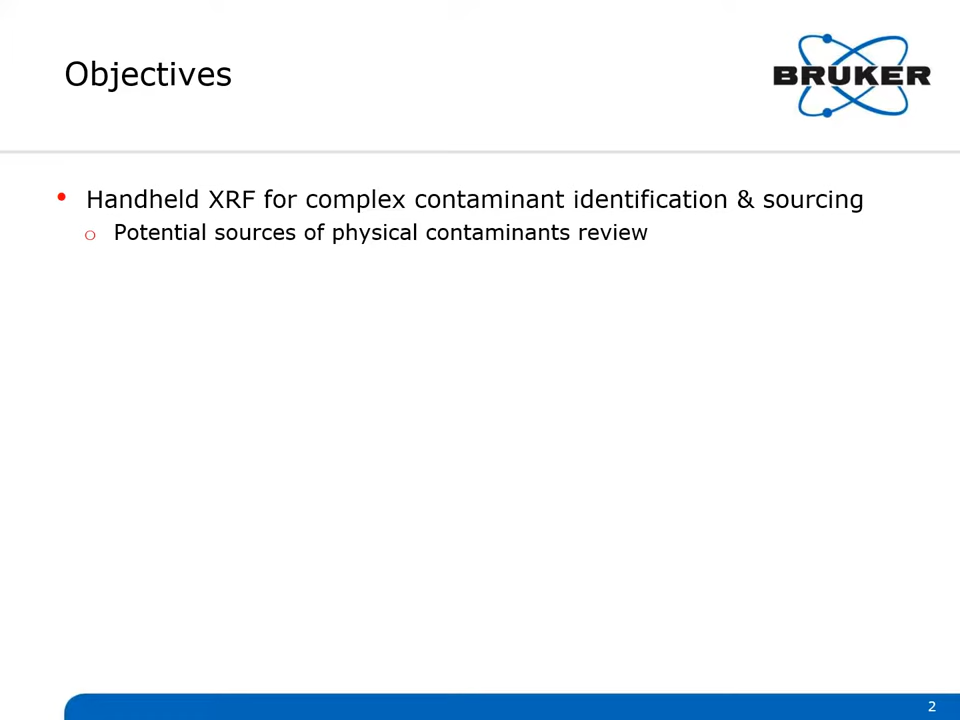 Objectives
BRUKER
• Handheld XRF for complex contaminant identification & sourcing
o Potential sources of physical contaminants review
2